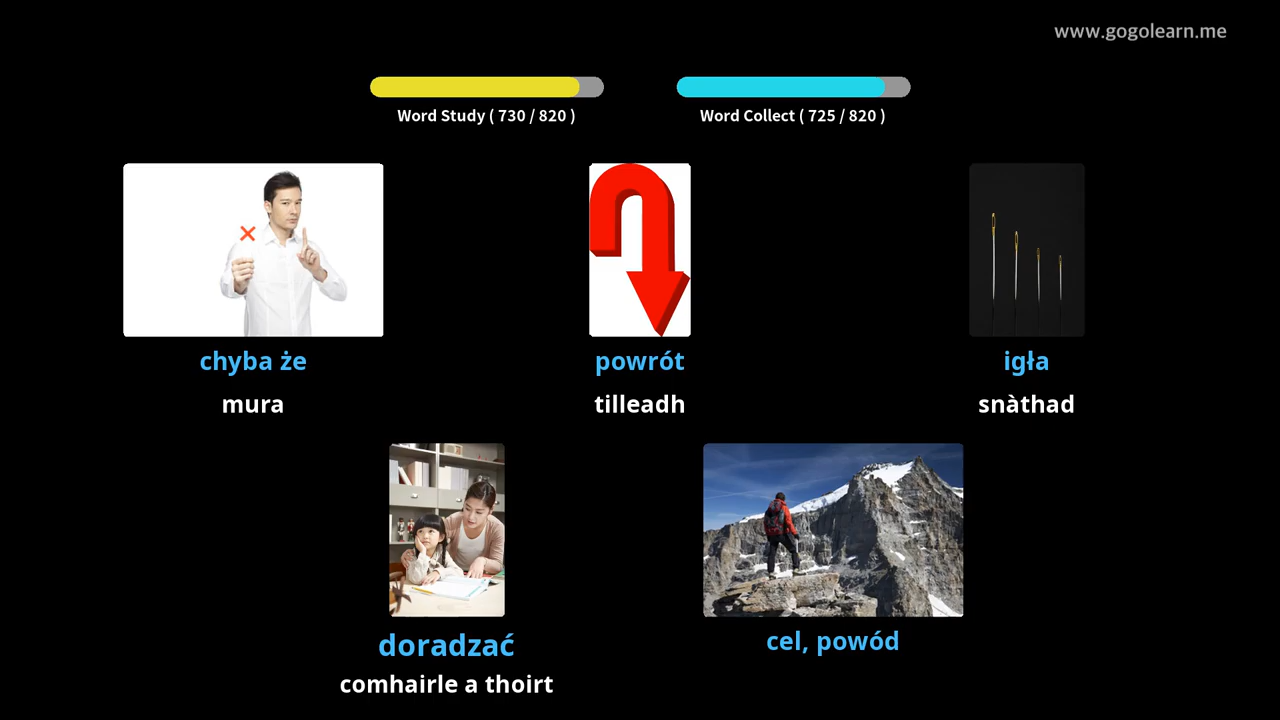 www.gogolearn.me
Word Study ( 730 / 820 )
Word Collect ( 725 / 820 )
chyba że
powrót
igła
mura
tilleadh
snàthad
doradzać
cel, powód
comhairle a thoirt